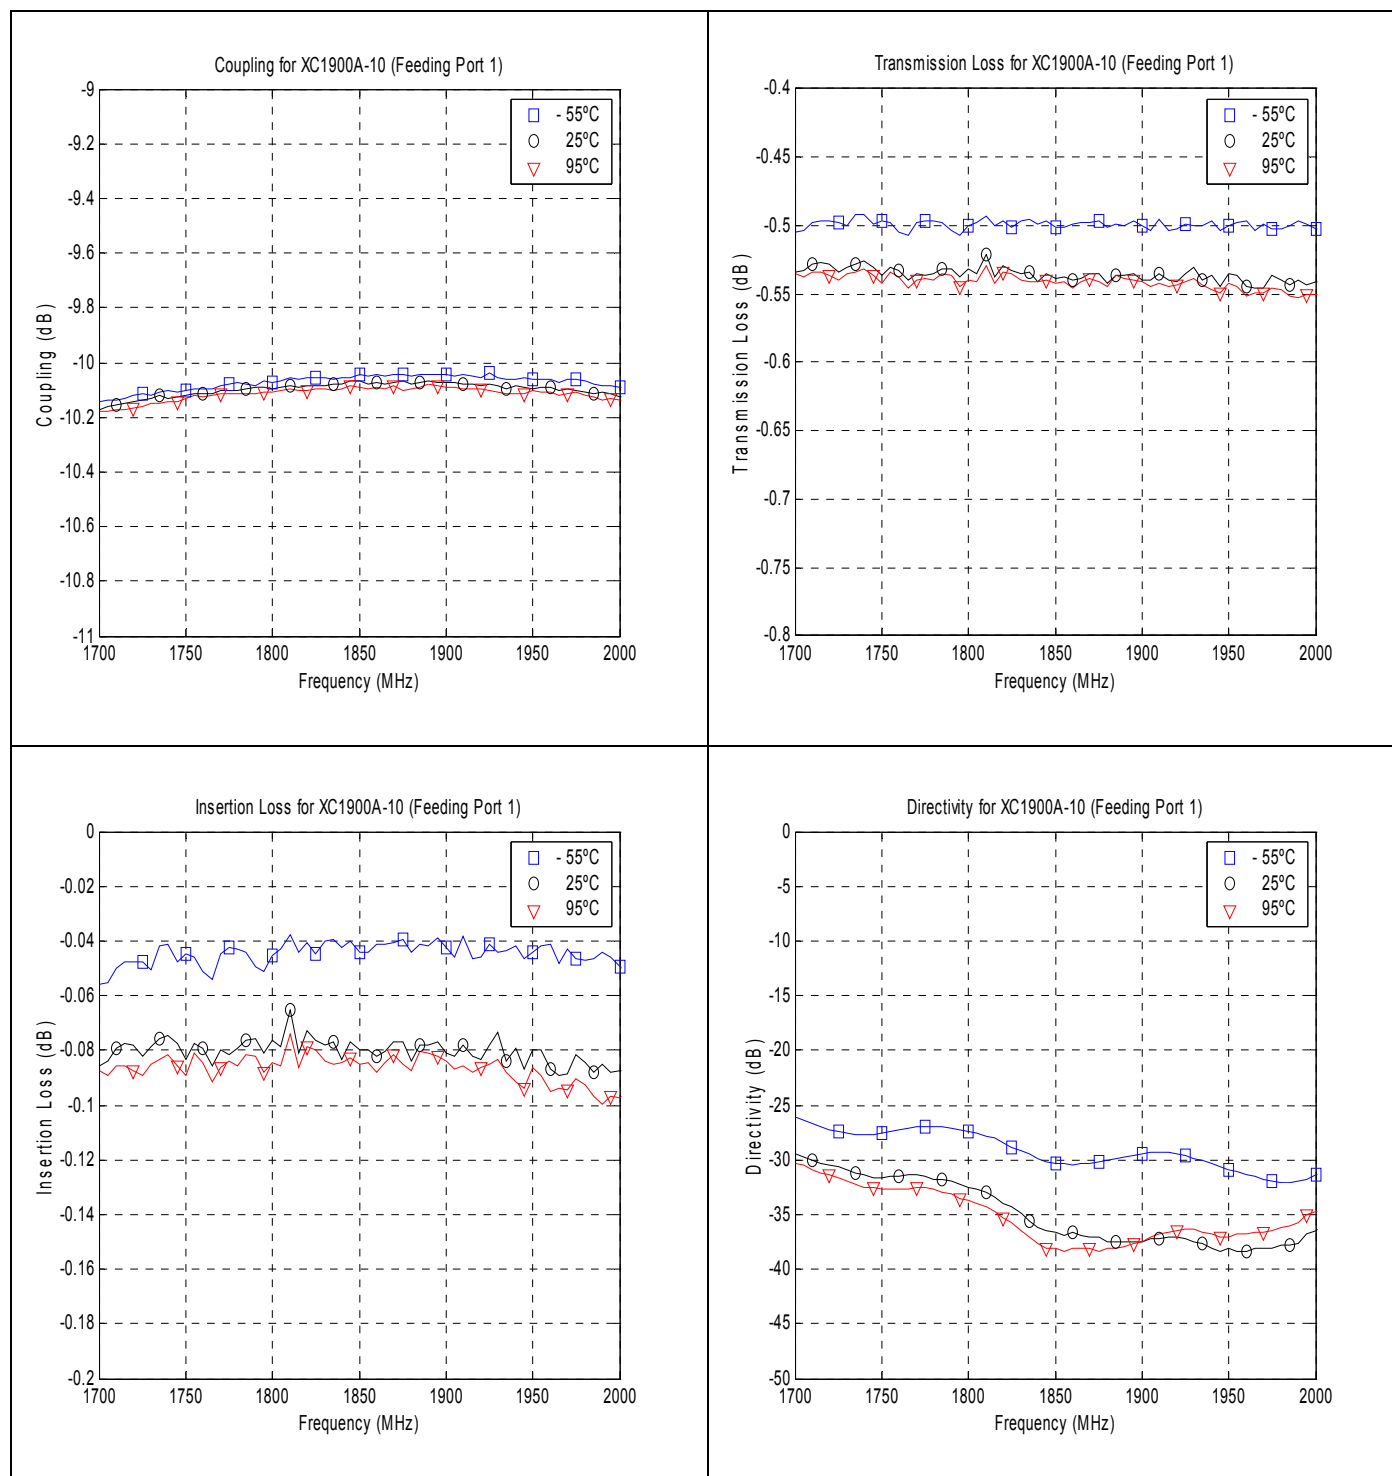 Coupling for XC1900A-10 (Feeding Port 1)
-9
-9.2
-9.4
-9.6
-9.8
-10
-10.2
-10.4
-10.6
-10.8
-11
Coupling (dB)
- 55ºC
25ºC
95ºC
1700 1750 1800 1850 1900 1950 2000
Frequency (MHz)
Transmission Loss for XC1900A-10 (Feeding Port 1)
-0.4
-0.45
-0.5
-0.55
-0.6
-0.65
-0.7
-0.75
-0.8
Transmission Loss (dB)
- 55ºC
25ºC
95ºC
1700 1750 1800 1850 1900 1950 2000
Frequency (MHz)
Insertion Loss for XC1900A-10 (Feeding Port 1)
0
-0.02
-0.04
-0.06
-0.08
-0.1
-0.12
-0.14
-0.16
-0.18
-0.2
Insertion Loss (dB)
- 55ºC
25ºC
95ºC
1700 1750 1800 1850 1900 1950 2000
Frequency (MHz)
Directivity for XC1900A-10 (Feeding Port 1)
0
-5
-10
-15
-20
-25
-30
-35
-40
-45
-50
Directivity (dB)
- 55ºC
25ºC
95ºC
1700 1750 1800 1850 1900 1950 2000
Frequency (MHz)